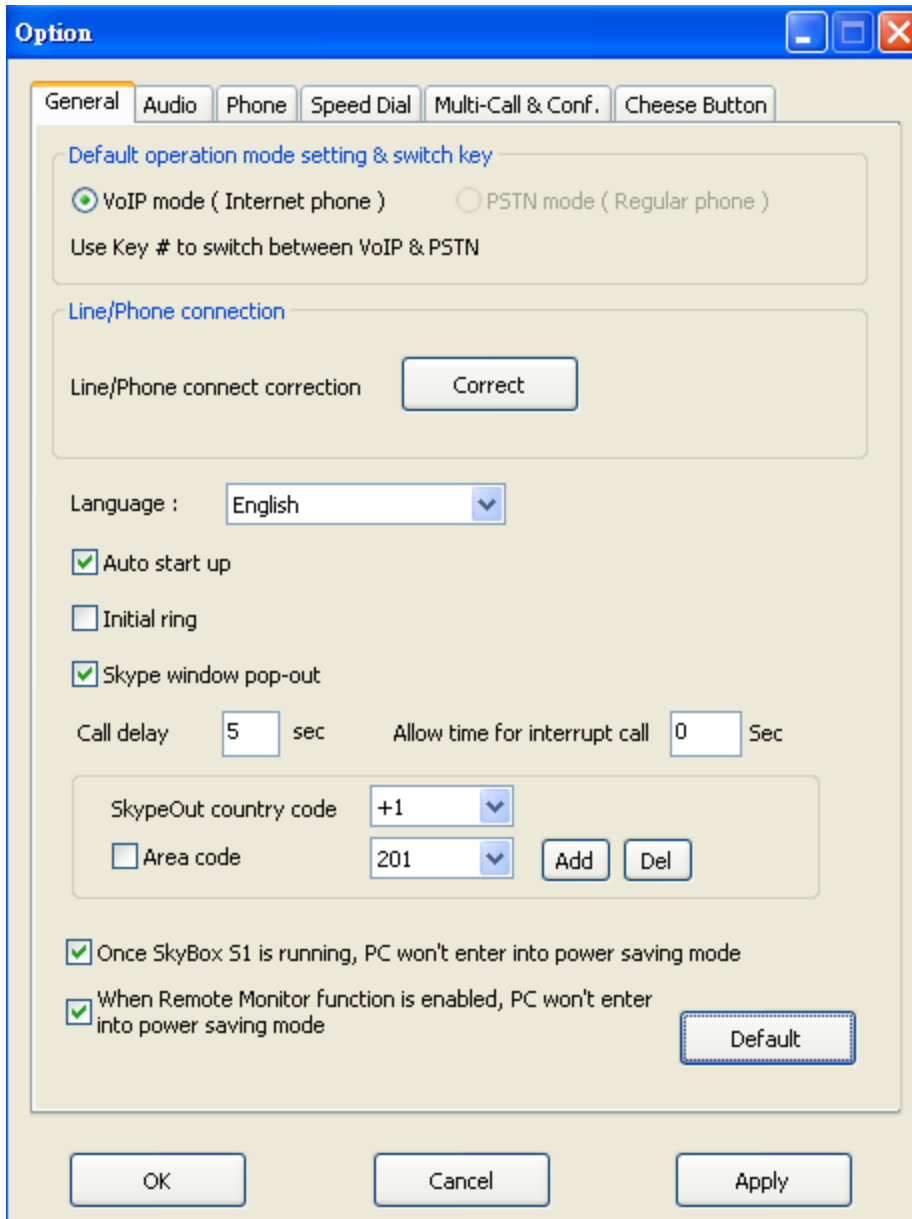 Option
General Audio Phone Speed Dial Multi-Call & Conf. Cheese Button
Default operation mode setting & switch key
VoIP mode ( Internet phone ) PSTN mode ( Regular phone )
Use Key # to switch between VoIP & PSTN
Line/Phone connection
Line/Phone connect correction Correct
Language : English
Auto start up
Initial ring
Skype window pop-out
Call delay 5 sec Allow time for interrupt call 0 Sec
SkypeOut country code +1
Area code 201 Add Del
Once SkyBox S1 is running, PC won't enter into power saving mode
When Remote Monitor function is enabled, PC won't enter
into power saving mode
Default
OK Cancel Apply